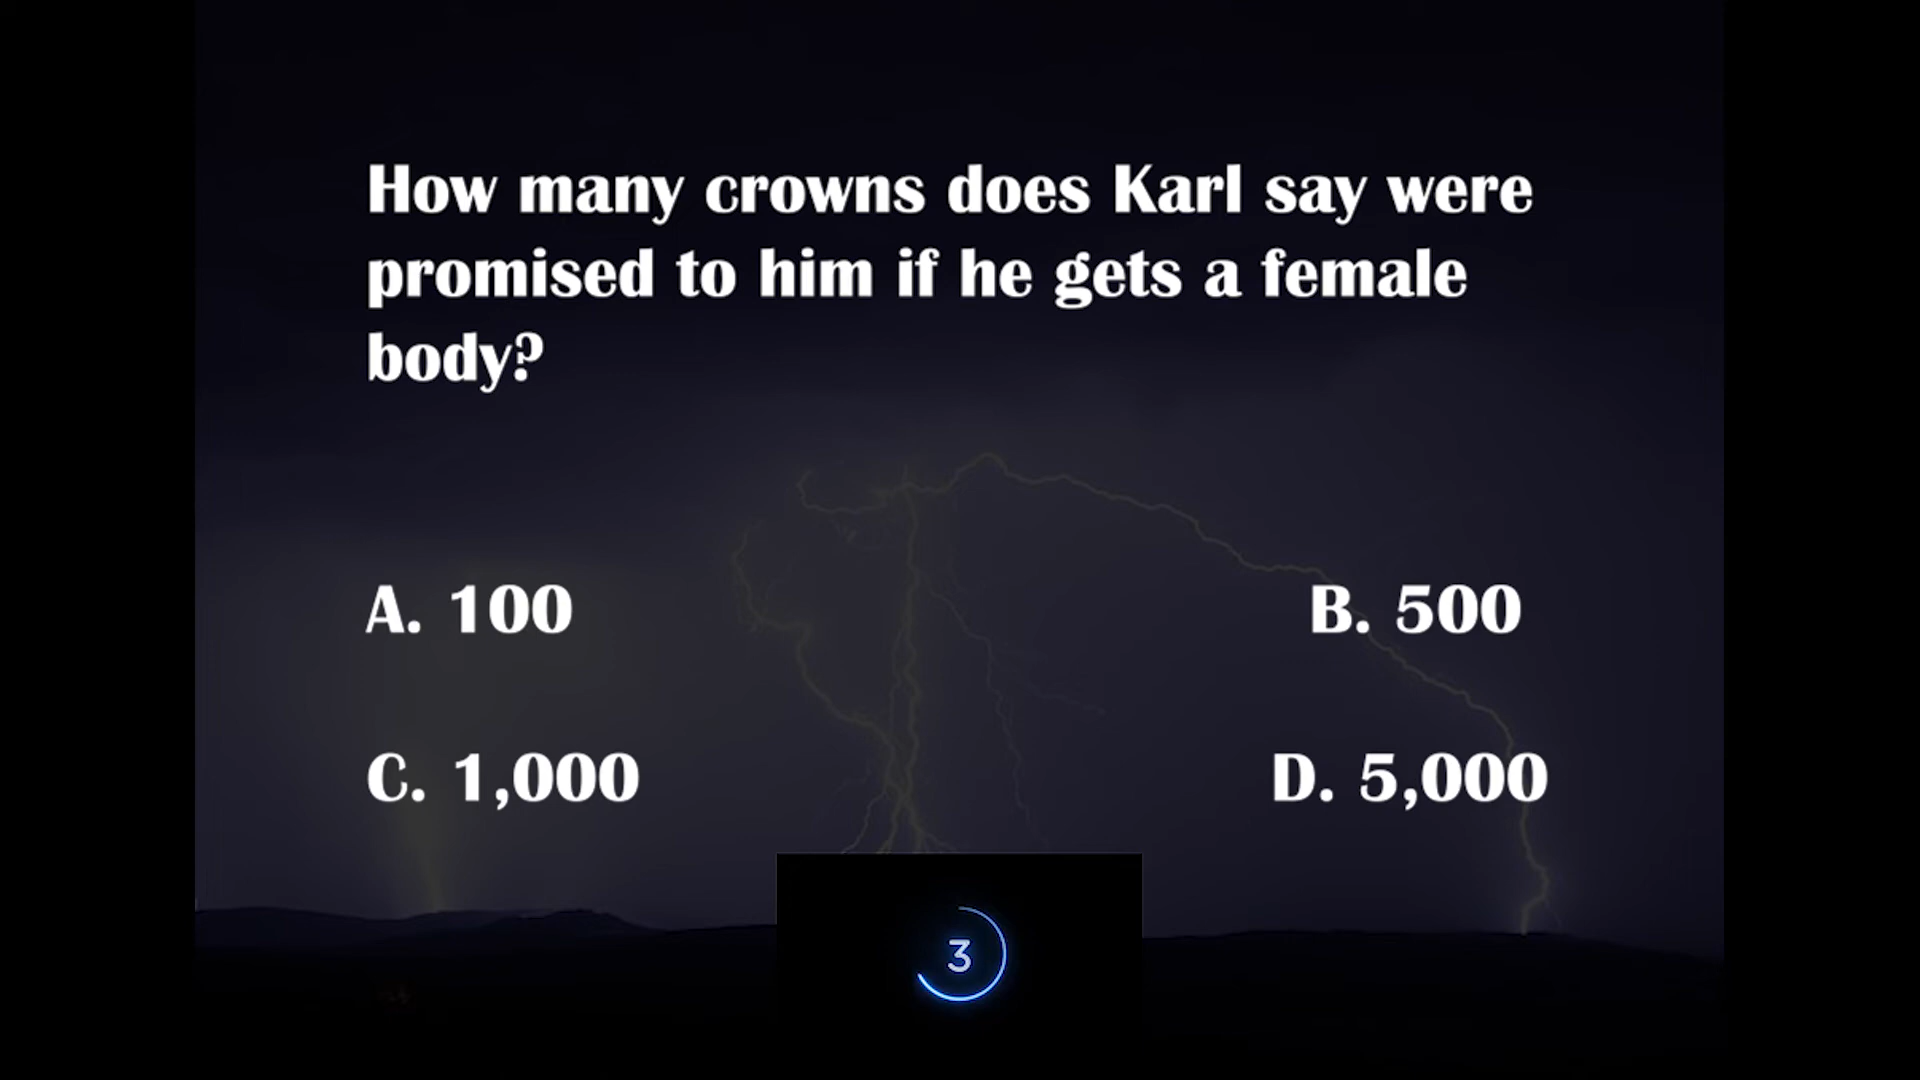 How many crowns does Karl say were
promised to him if he gets a female
body?
A. 100
B. 500
C. 1,000
D. 5,000
3